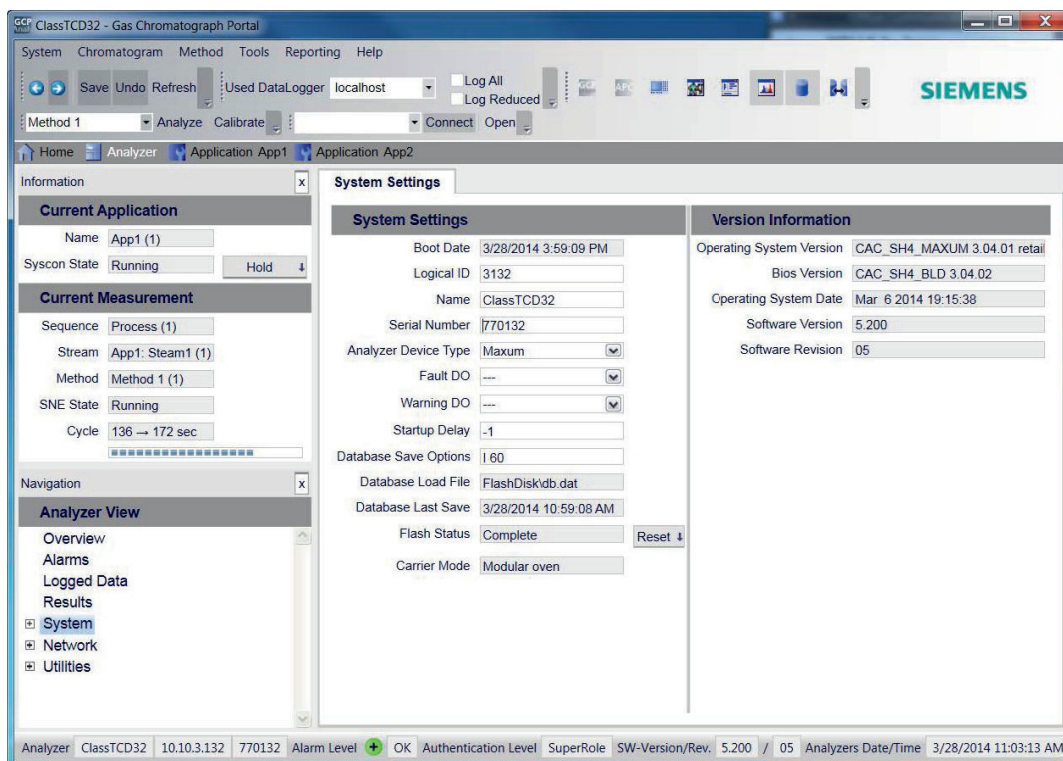 ClassTCD32 - Gas Chromatograph Portal
System Chromatogram Method Tools Reporting Help
Save Undo Refresh Used DataLogger localhost Log All
Log Reduced
SIEMENS
Method 1 Analyze Calibrate Connect Open
Home Analyzer Application App1 Application App2
Information x
Current Application
Name App1 (1)
Syscon State Running Hold
Current Measurement
Sequence Process (1)
Stream App1: Steam1 (1)
Method Method 1 (1)
SNE State Running
Cycle 136 → 172 sec
Navigation x
Analyzer View
Overview
Alarms
Logged Data
Results
System
Network
Utilities
System Settings
System Settings
Boot Date 3/28/2014 3:59:09 PM
Logical ID 3132
Name ClassTCD32
Serial Number 770132
Analyzer Device Type Maxum
Fault DO ---
Warning DO ---
Startup Delay -1
Database Save Options I 60
Database Load File FlashDisk\db.dat
Database Last Save 3/28/2014 10:59:08 AM
Flash Status Complete Reset
Carrier Mode Modular oven
Version Information
Operating System Version CAC_SH4_MAXUM 3.04.01 retail
Bios Version CAC_SH4_BLD 3.04.02
Operating System Date Mar 6 2014 19:15:38
Software Version 5.200
Software Revision 05
Analyzer ClassTCD32 10.10.3.132 770132 Alarm Level OK Authentication Level SuperRole SW-Version/Rev. 5.200 / 05 Analyzers Date/Time 3/28/2014 11:03:13 AM